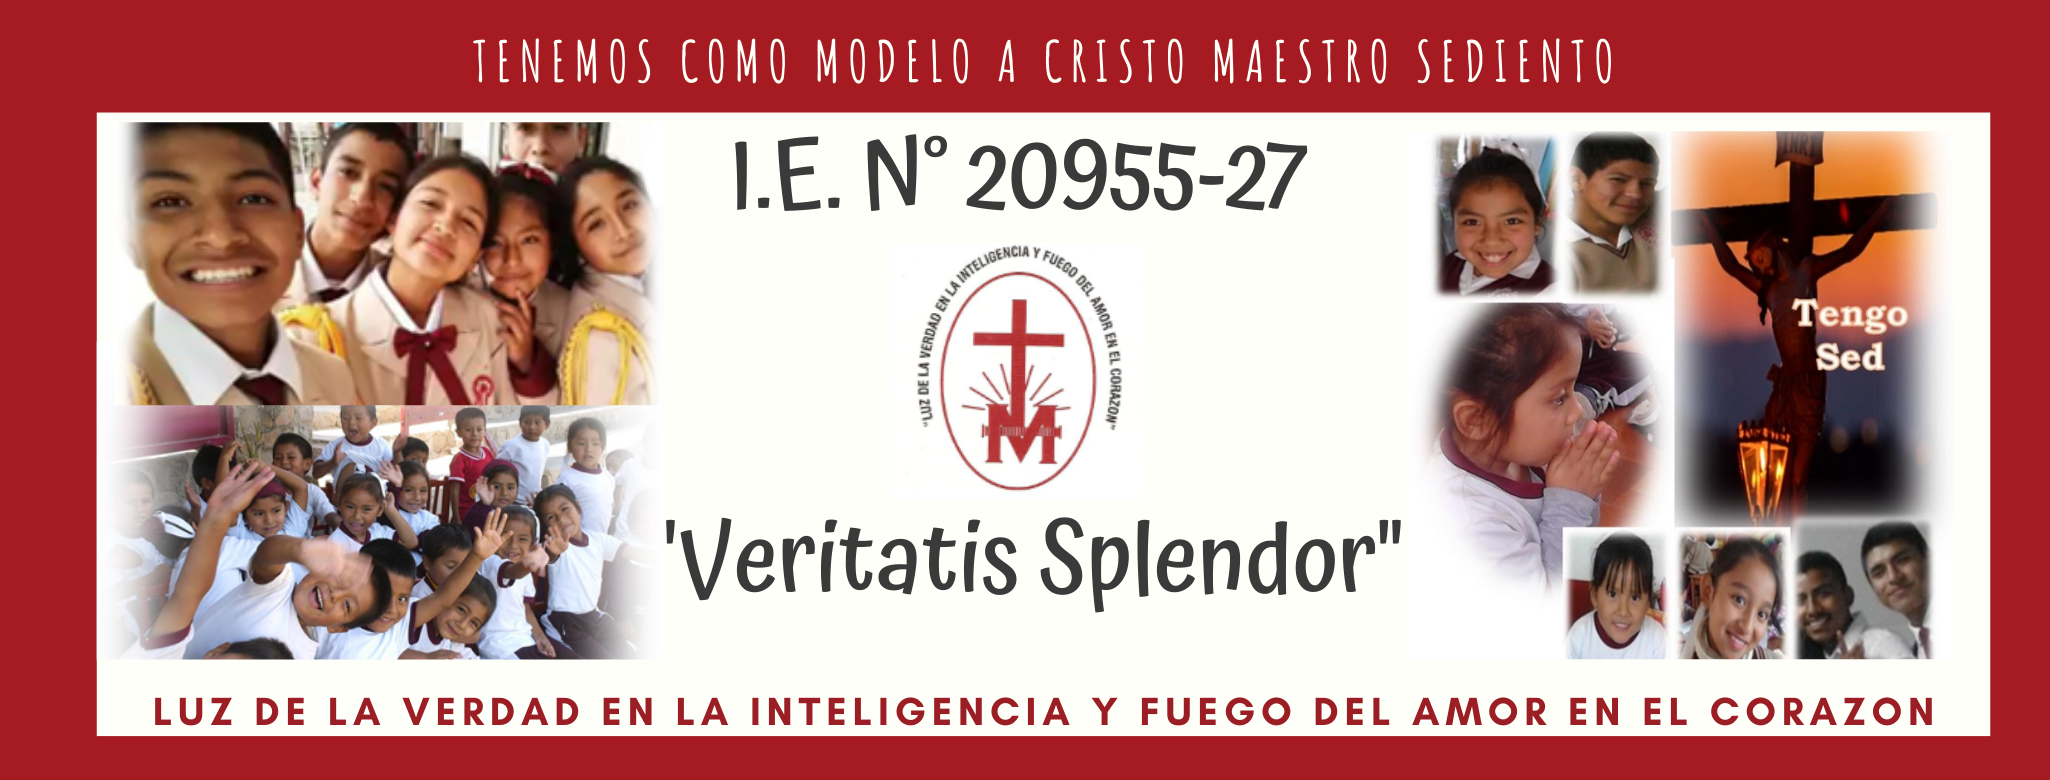 TENEMOS COMO MODELO A CRISTO MAESTRO SEDIENTO
I.E. N° 20955-27
"LUZ DE LA VERDAD EN LA INTELIGENCIA Y FUEGO DEL AMOR EN EL CORAZON"
M
INRI
Tengo
Sed
"Veritatis Splendor"
LUZ DE LA VERDAD EN LA INTELIGENCIA Y FUEGO DEL AMOR EN EL CORAZON